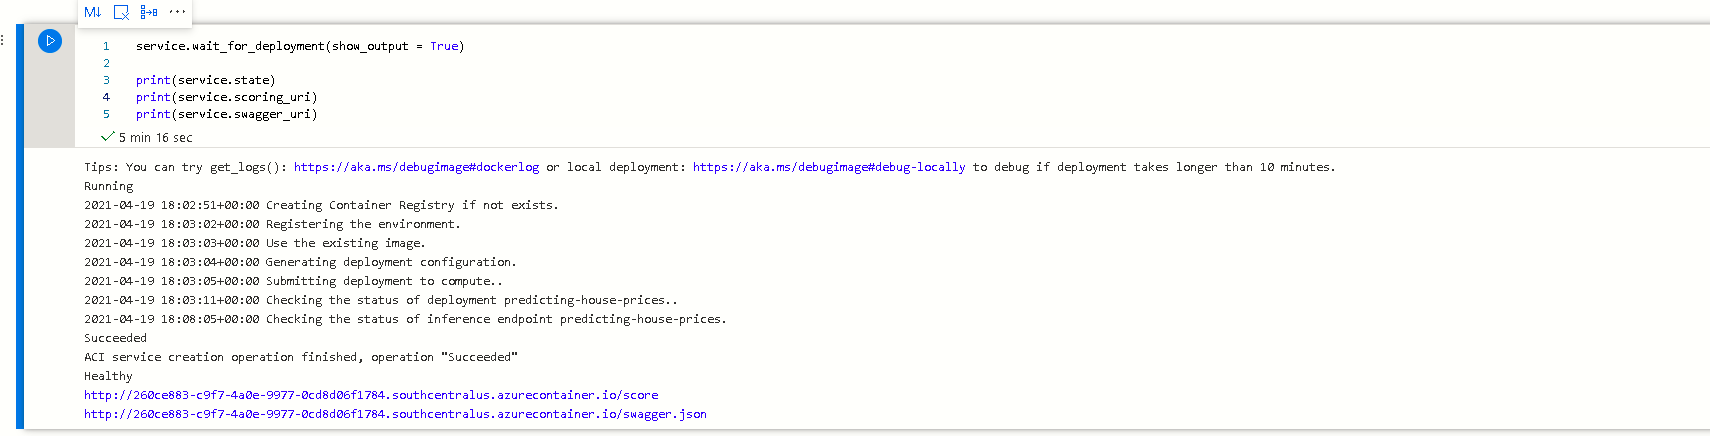 M↓ ···
1 service.wait_for_deployment(show_output = True)
2
3 print(service.state)
4 print(service.scoring_uri)
5 print(service.swagger_uri)
5 min 16 sec
Tips: You can try get_logs(): https://aka.ms/debugimage#dockerlog or local deployment: https://aka.ms/debugimage#debug-locally to debug if deployment takes longer than 10 minutes.
Running
2021-04-19 18:02:51+00:00 Creating Container Registry if not exists.
2021-04-19 18:03:02+00:00 Registering the environment.
2021-04-19 18:03:03+00:00 Use the existing image.
2021-04-19 18:03:04+00:00 Generating deployment configuration.
2021-04-19 18:03:05+00:00 Submitting deployment to compute..
2021-04-19 18:03:11+00:00 Checking the status of deployment predicting-house-prices..
2021-04-19 18:08:05+00:00 Checking the status of inference endpoint predicting-house-prices.
Succeeded
ACI service creation operation finished, operation "Succeeded"
Healthy
http://260ce883-c9f7-4a0e-9977-0cd8d06f1784.southcentralus.azurecontainer.io/score
http://260ce883-c9f7-4a0e-9977-0cd8d06f1784.southcentralus.azurecontainer.io/swagger.json